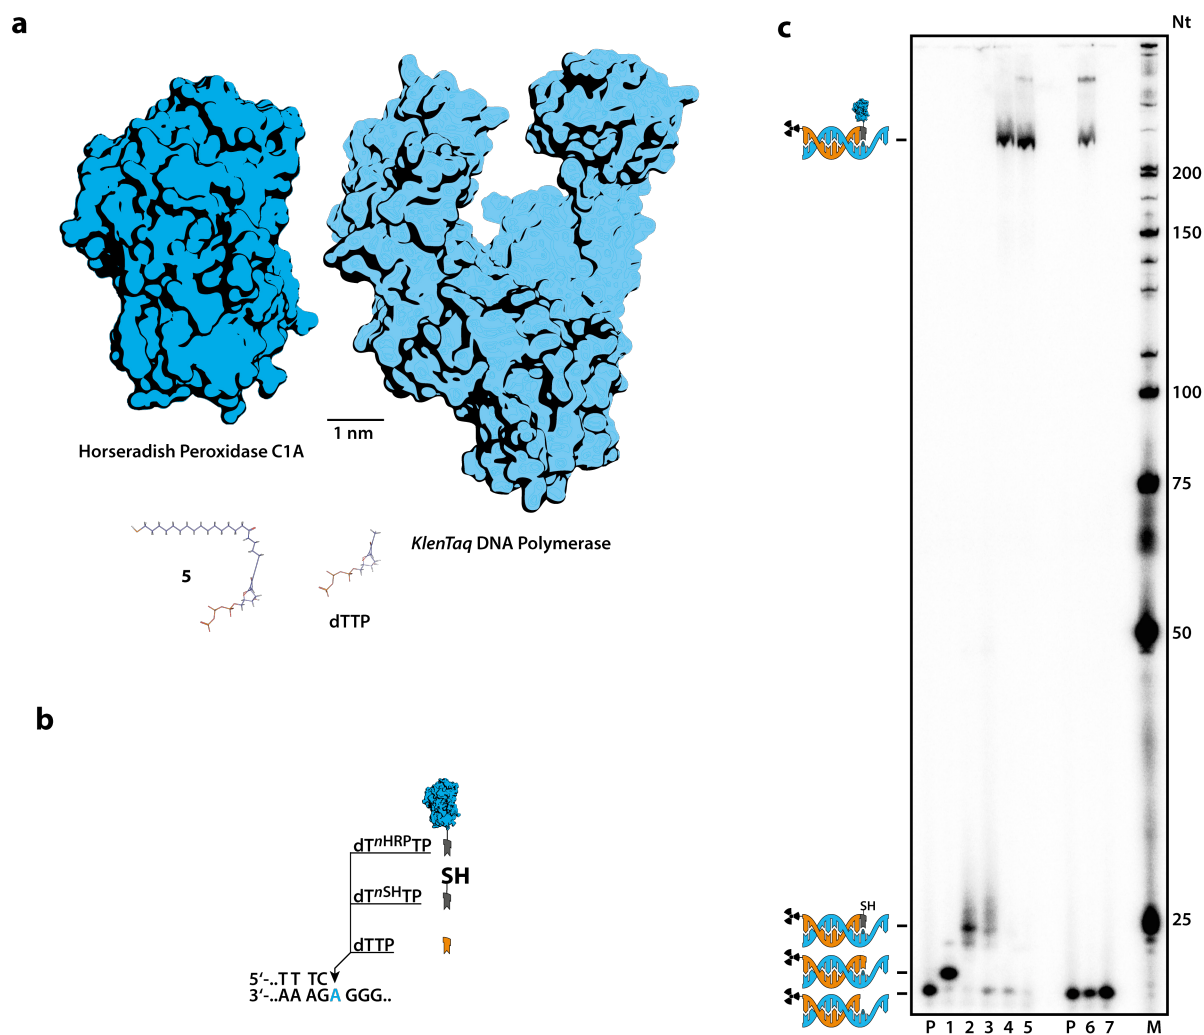 a
Horseradish Peroxidase C1A
1 nm
KlenTaq DNA Polymerase
5
dTTP
b
dTnHRPTP
SH
dTnSHTP
dTTP
5‘-..T T TC
3‘-..AA AGA GGG..
c
Nt
200
150
100
75
50
SH
25
P 1 2 3 4 5 P 6 7 M